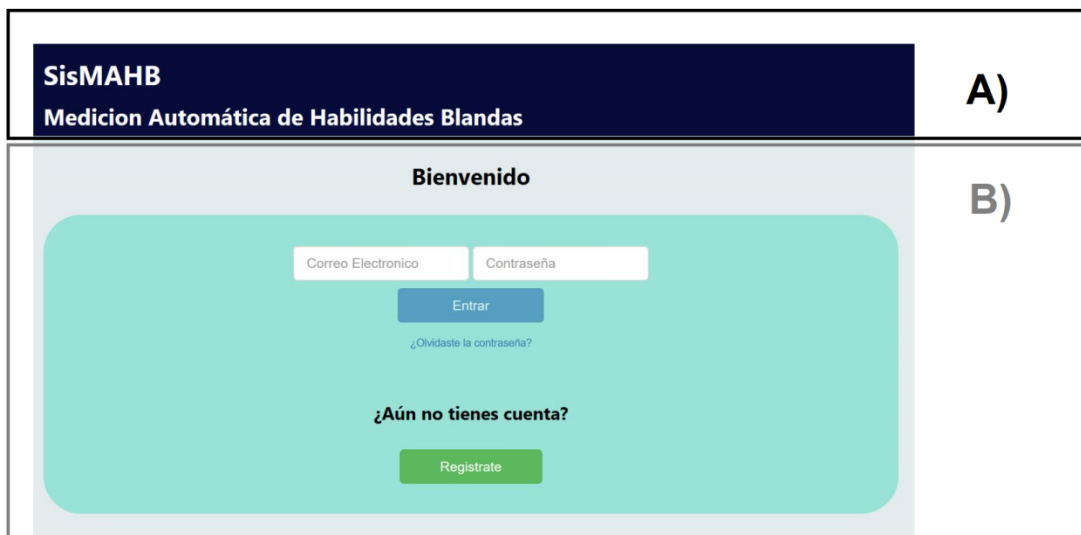 SisMAHB
A)
Medicion Automática de Habilidades Blandas
Bienvenido
B)
Correo Electronico Contraseña
Entrar
¿Olvidaste la contraseña?
¿Aún no tienes cuenta?
Registrate